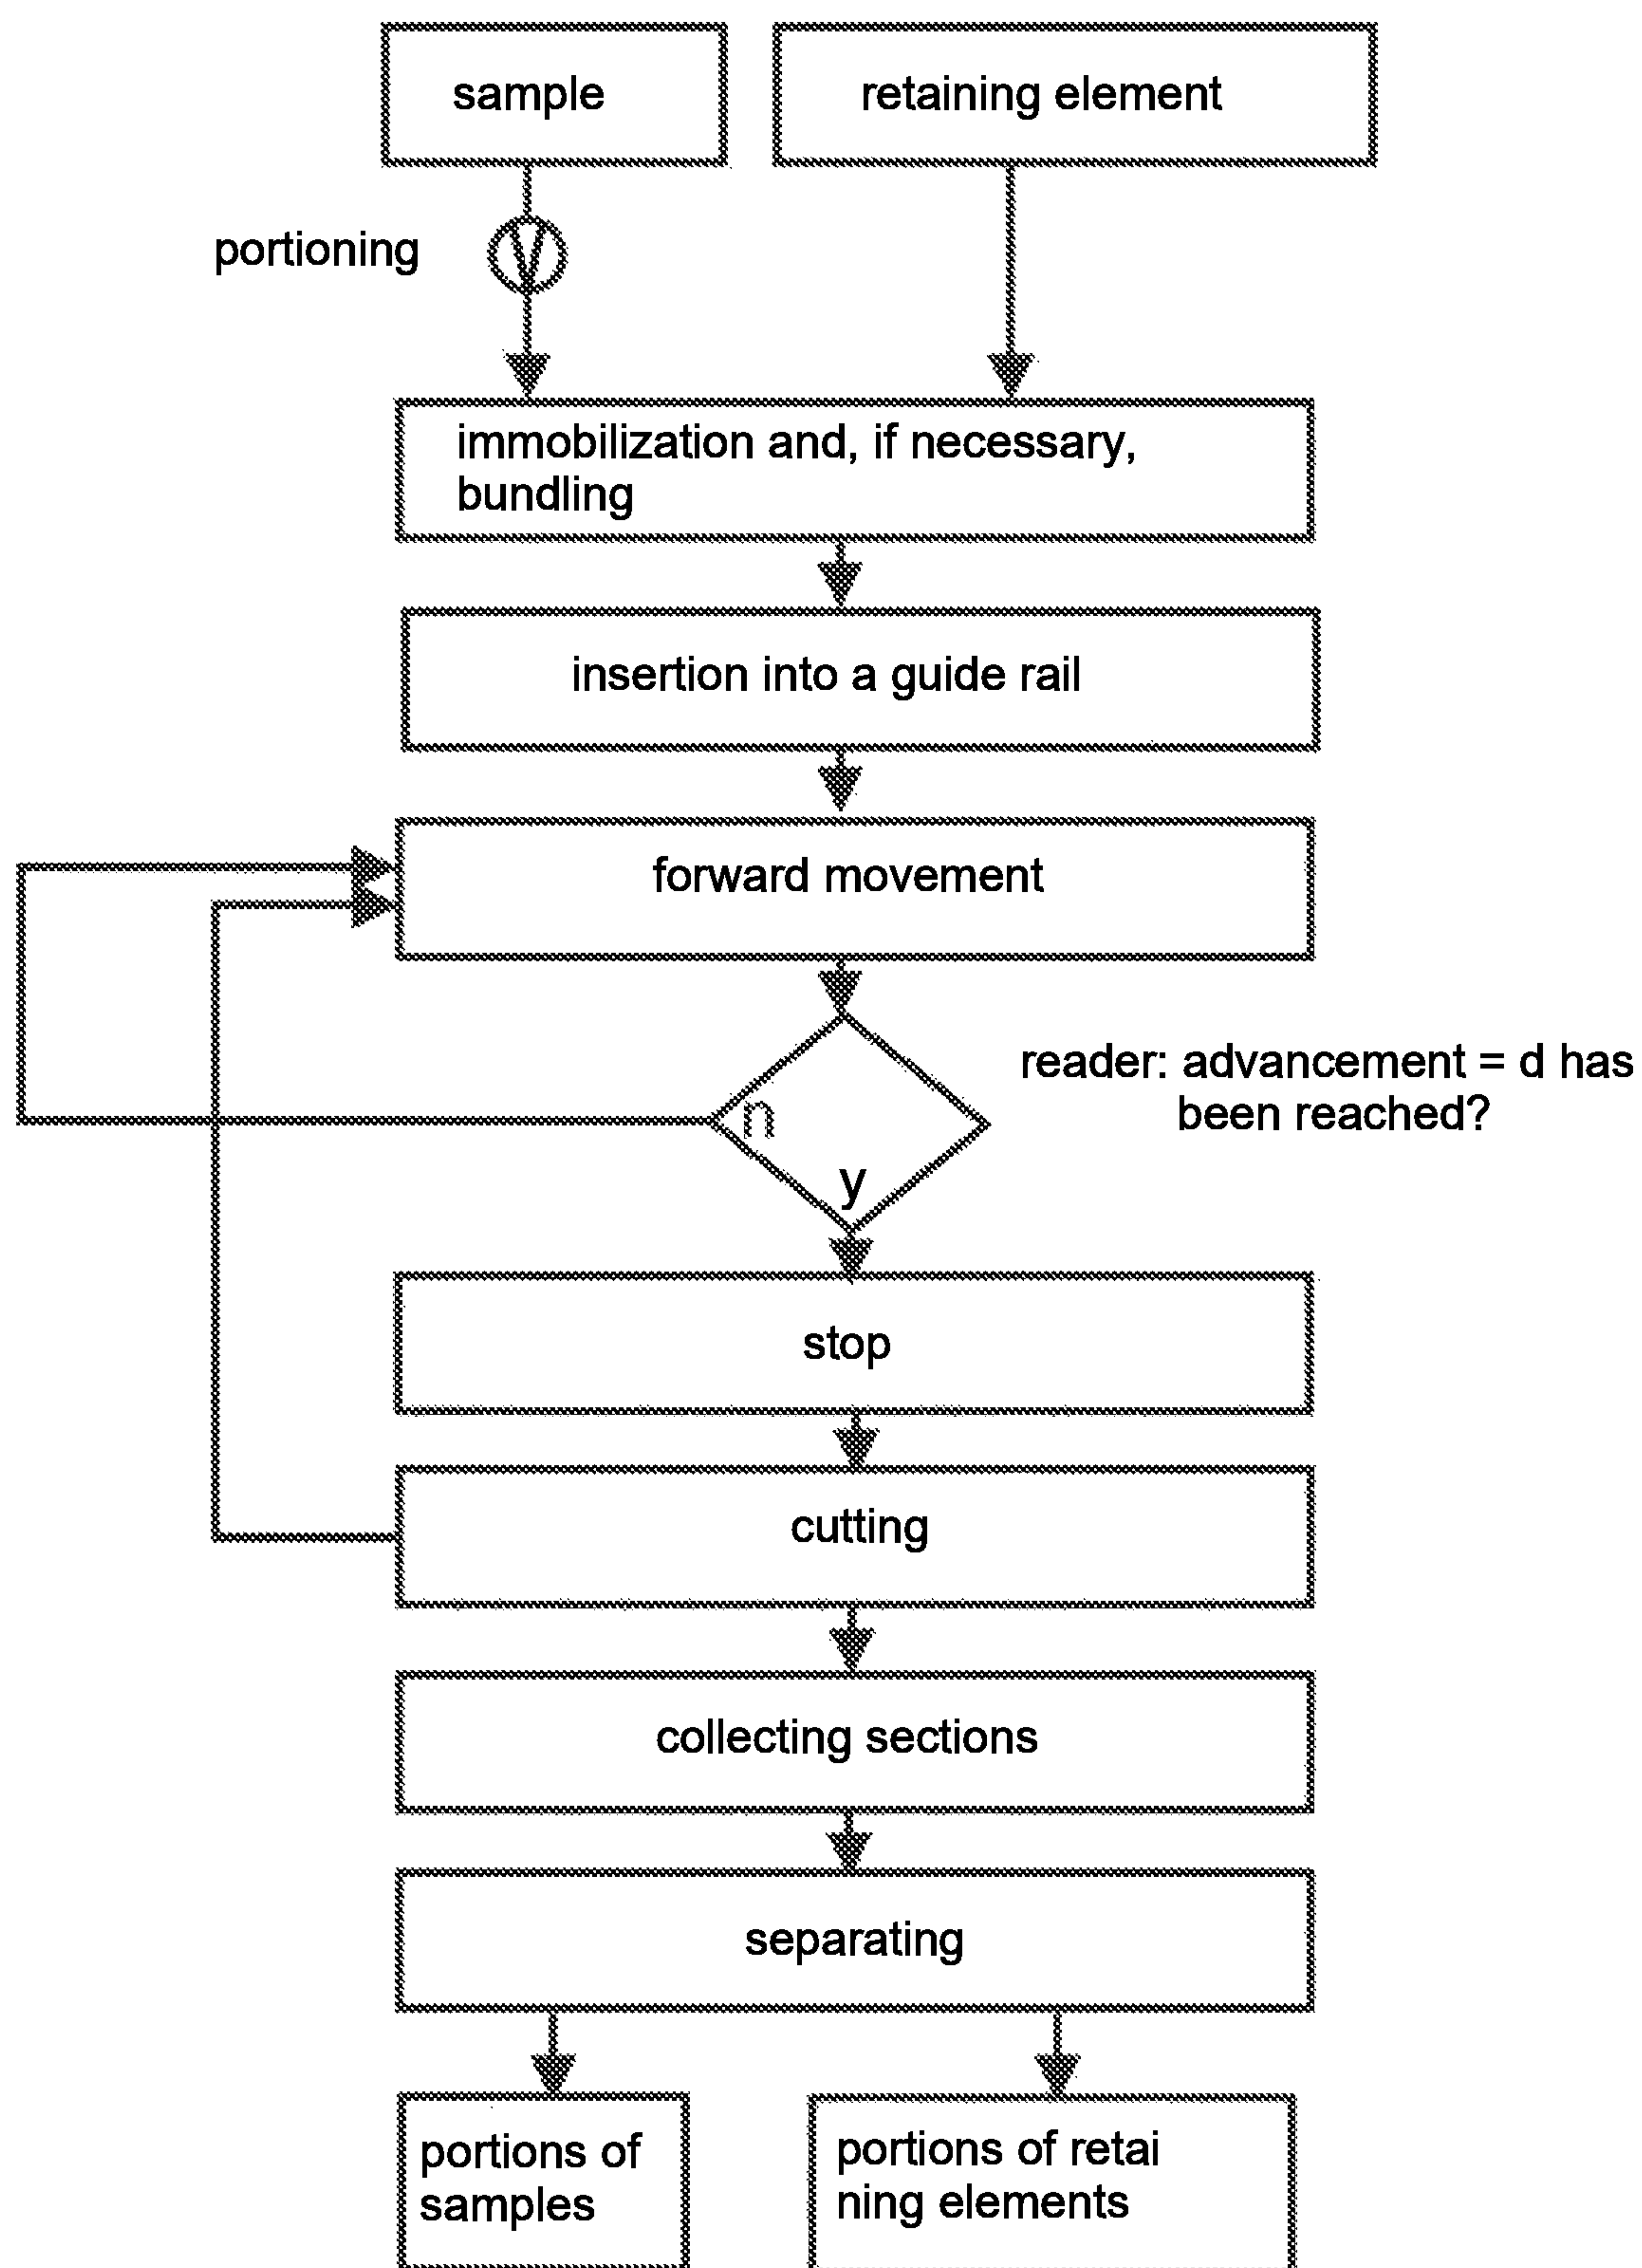 sample
retaining element
portioning
V
immobilization and, if necessary,
bundling
insertion into a guide rail
forward movement
reader: advancement = d has
been reached?
n
y
stop
cutting
collecting sections
separating
portions of
samples
portions of retai
ning elements